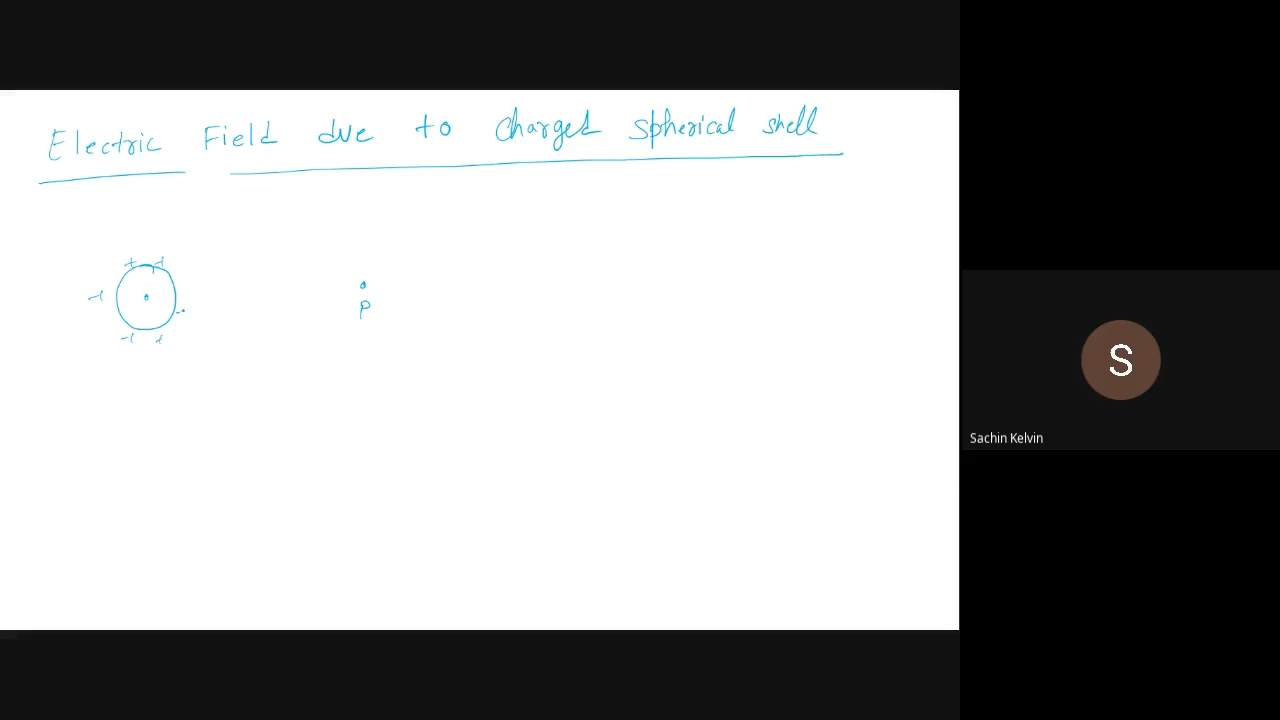 Electric Field due to charged spherical shell
+ +
+
P
+ +
S
Sachin Kelvin